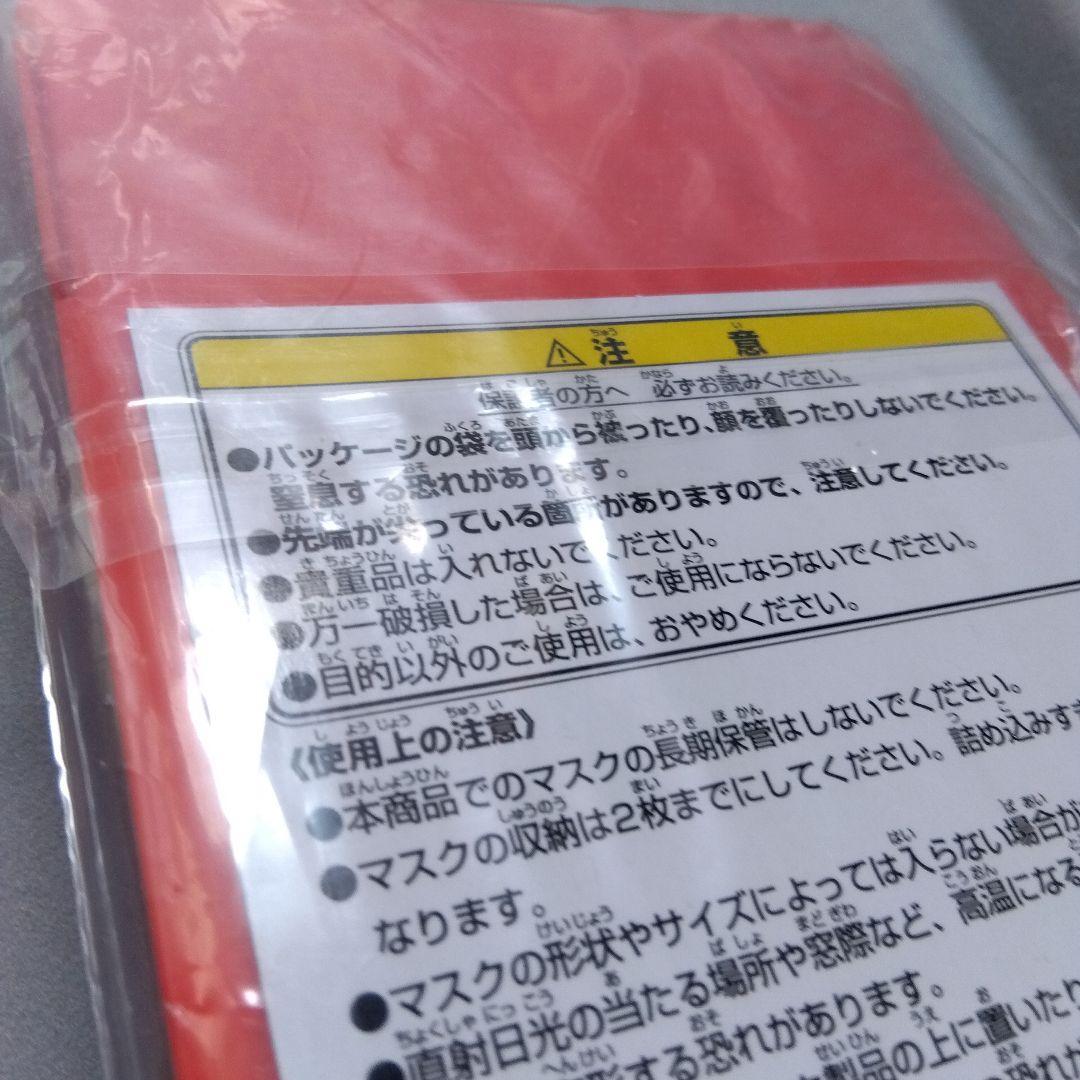 ⚠注意
保護者の方へ 必ずお読みください。
●パッケージの袋を頭から被ったり、顔を覆ったりしないでください。
窒息する恐れがあります。
●先端が尖っている箇所がありますので、注意してください。
●貴重品は入れないでください。
●万一破損した場合は、ご使用にならないでください。
●目的以外のご使用は、おやめください。
〈使用上の注意〉
●本商品でのマスクの長期保管はしないでください。
●マスクの収納は2枚までにしてください。詰め込みす
なります。
●マスクの形状やサイズによっては入らない場合が
●直射日光の当たる場所や窓際など、高温になる
形する恐れがあります。
製品の上に置いたり
恐れが